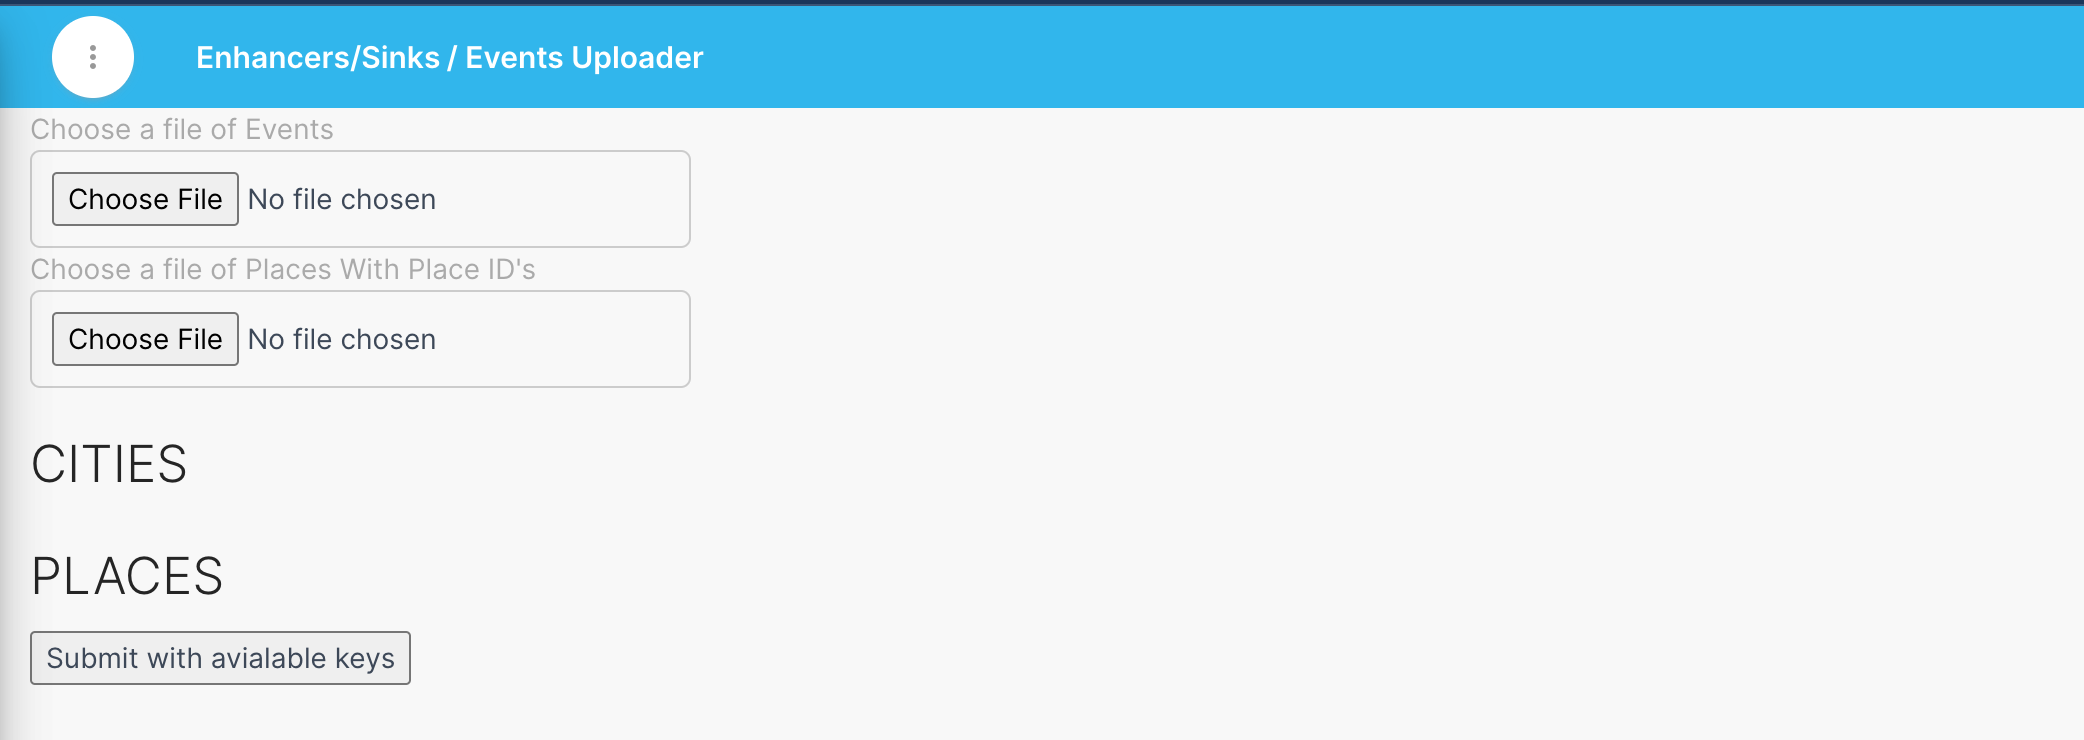 Enhancers/Sinks / Events Uploader
Choose a file of Events
Choose File No file chosen
Choose a file of Places With Place ID's
Choose File No file chosen
CITIES
PLACES
Submit with avialable keys